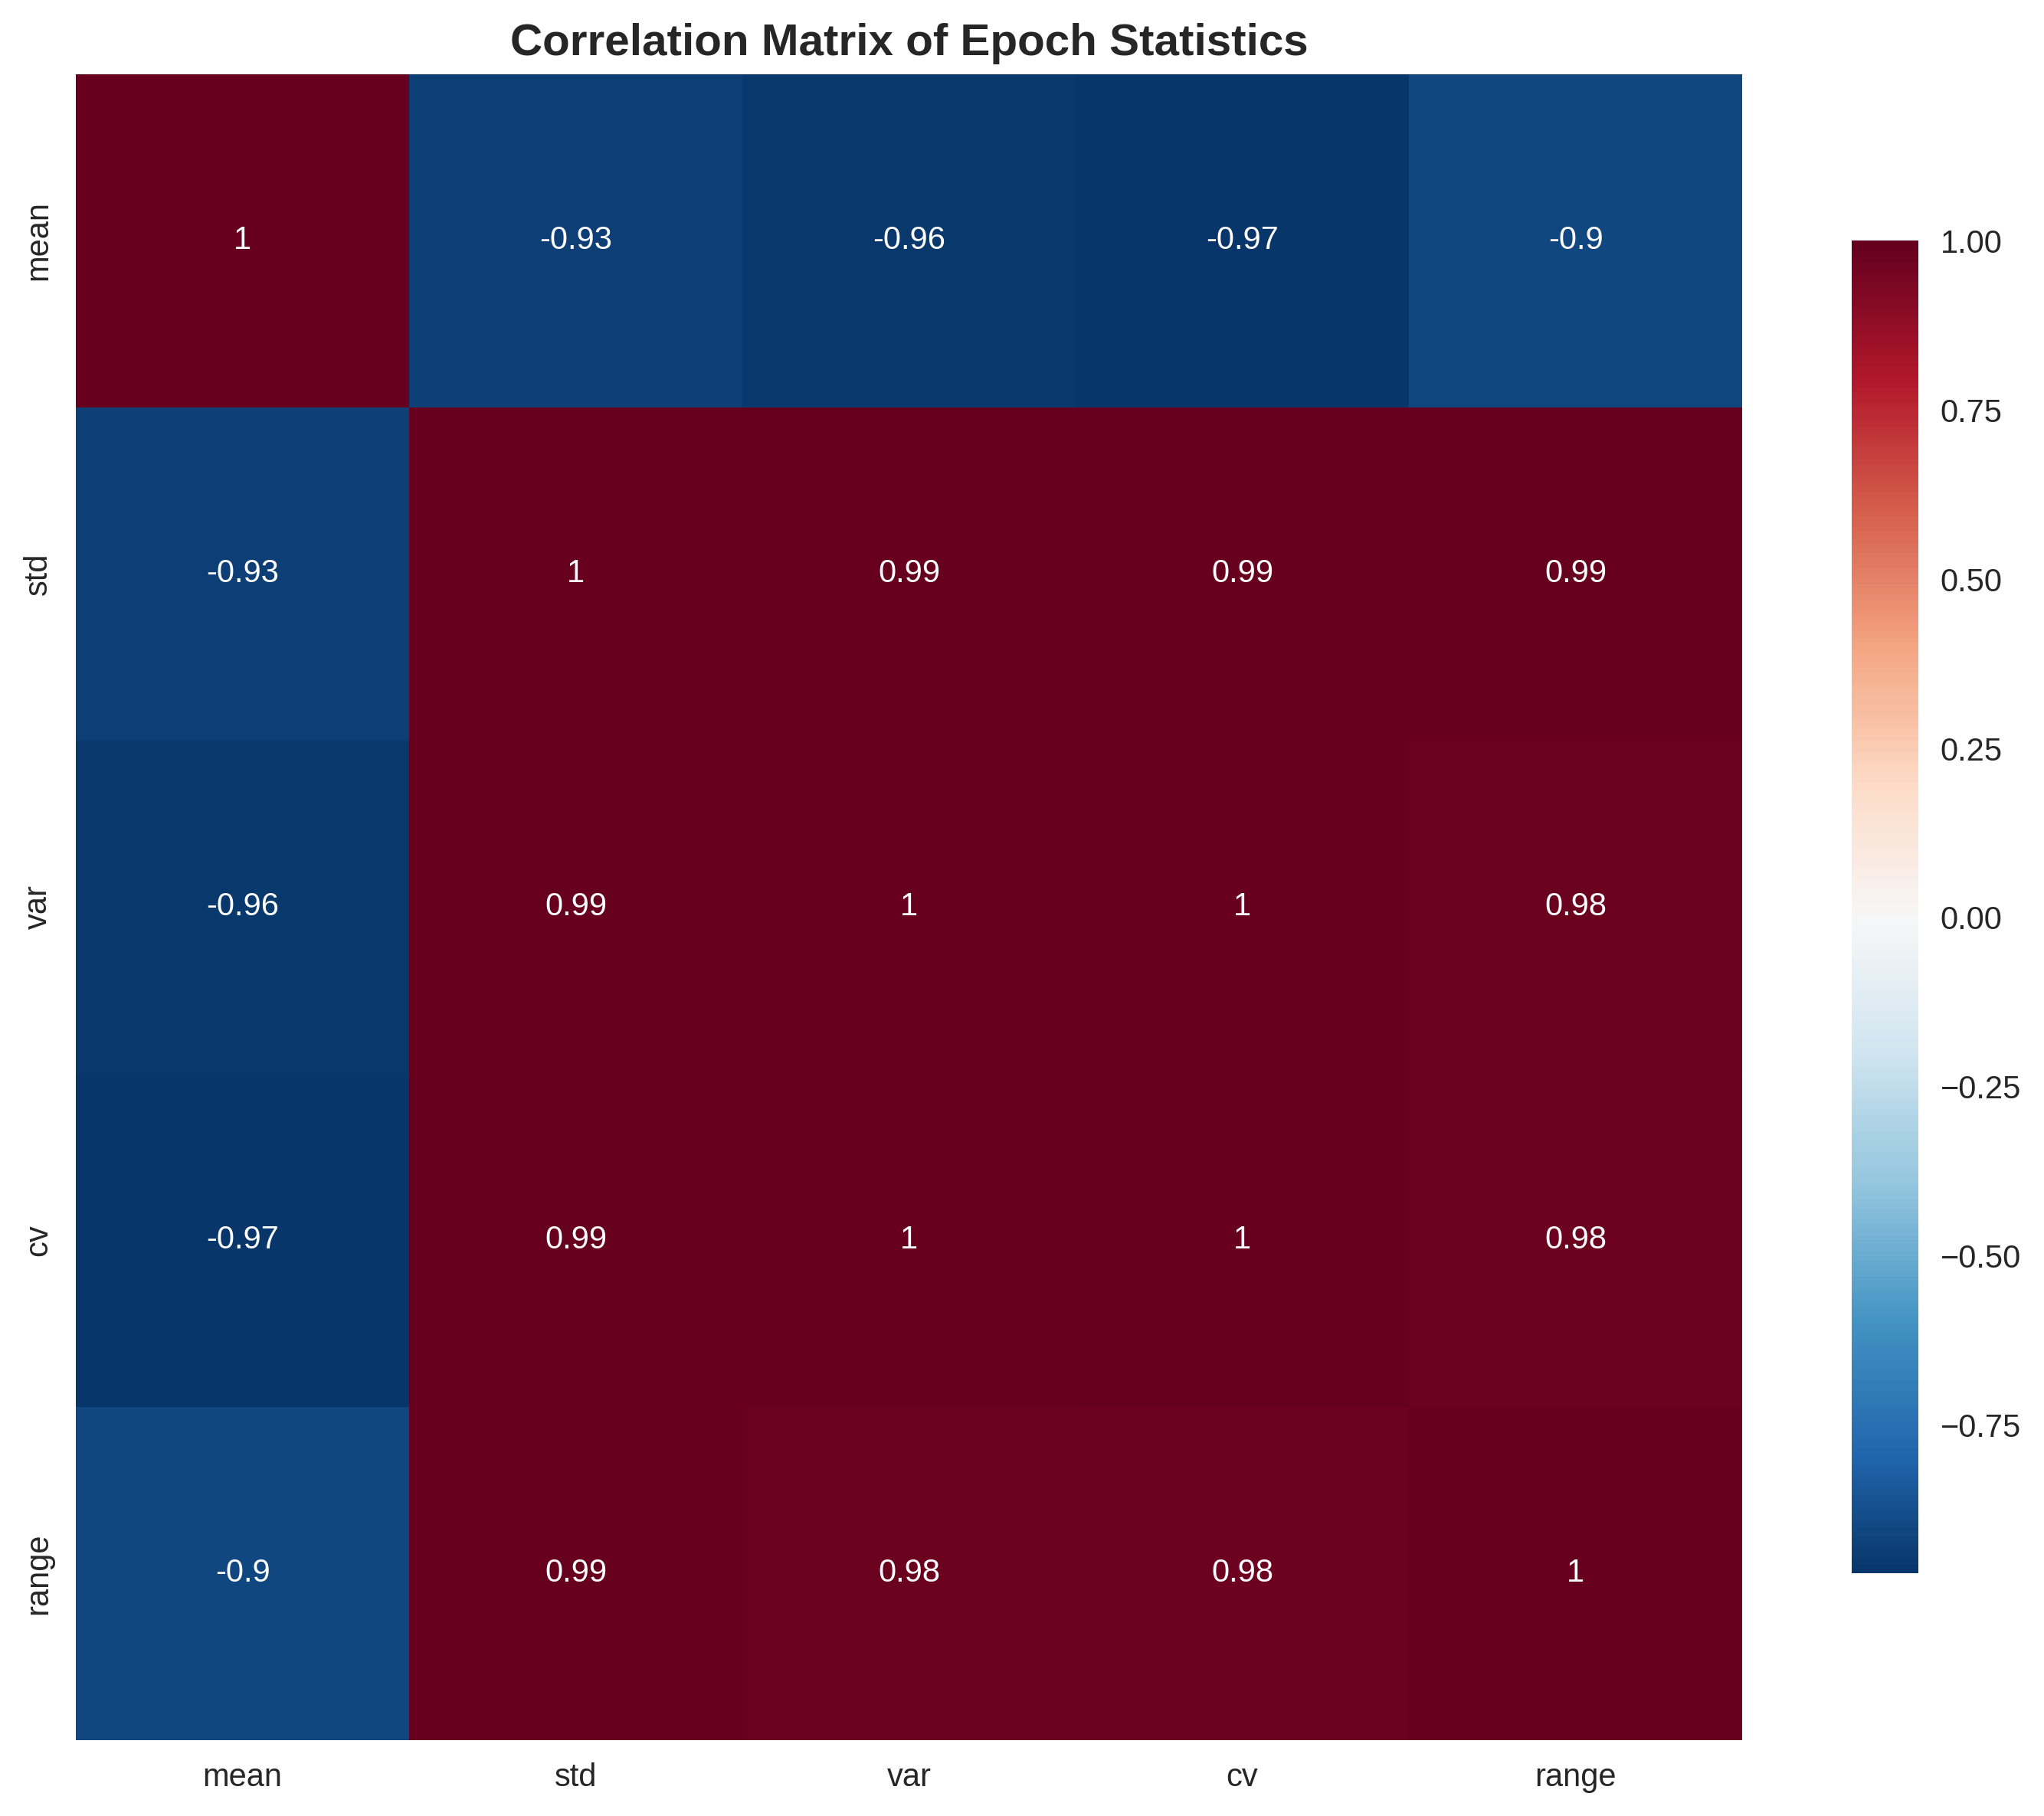 Correlation Matrix of Epoch Statistics
mean 1 -0.93 -0.96 -0.97 -0.9
std -0.93 1 0.99 0.99 0.99
var -0.96 0.99 1 1 0.98
cv -0.97 0.99 1 1 0.98
range -0.9 0.99 0.98 0.98 1
mean std var cv range
1.00
0.75
0.50
0.25
0.00
−0.25
−0.50
−0.75